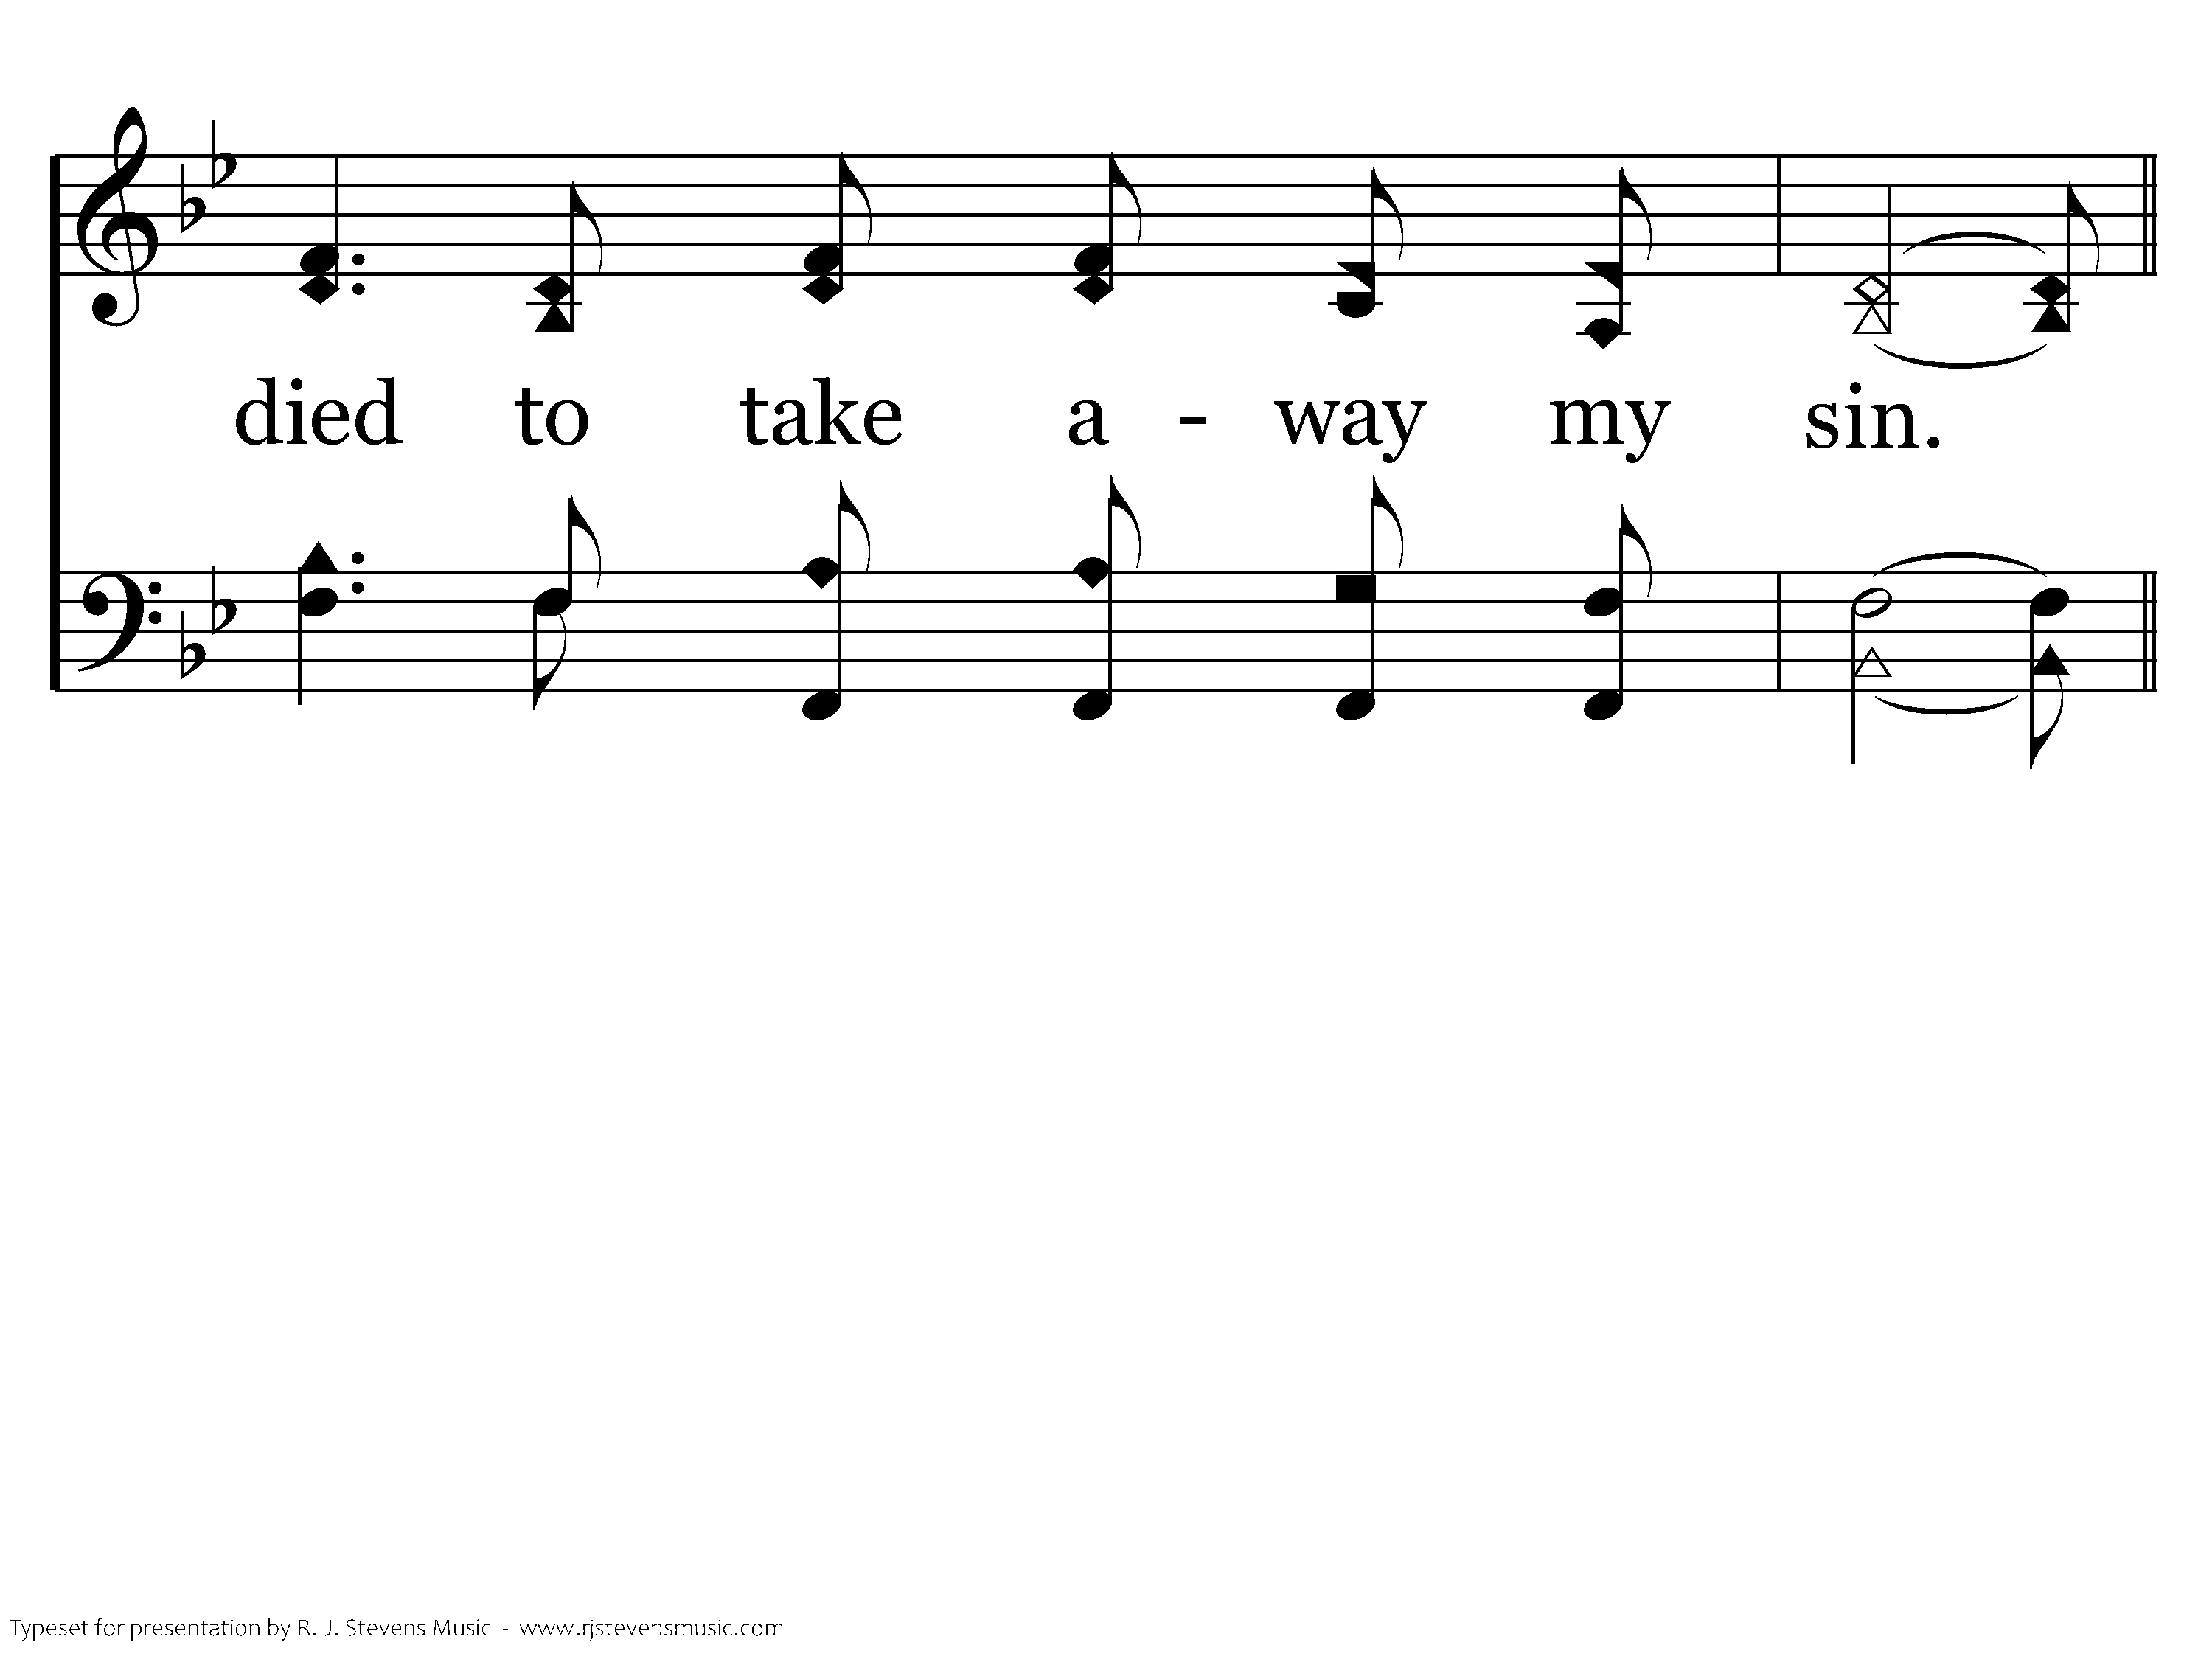 died to take a - way my sin.
Typeset for presentation by R. J. Stevens Music - www.rjstevensmusic.com